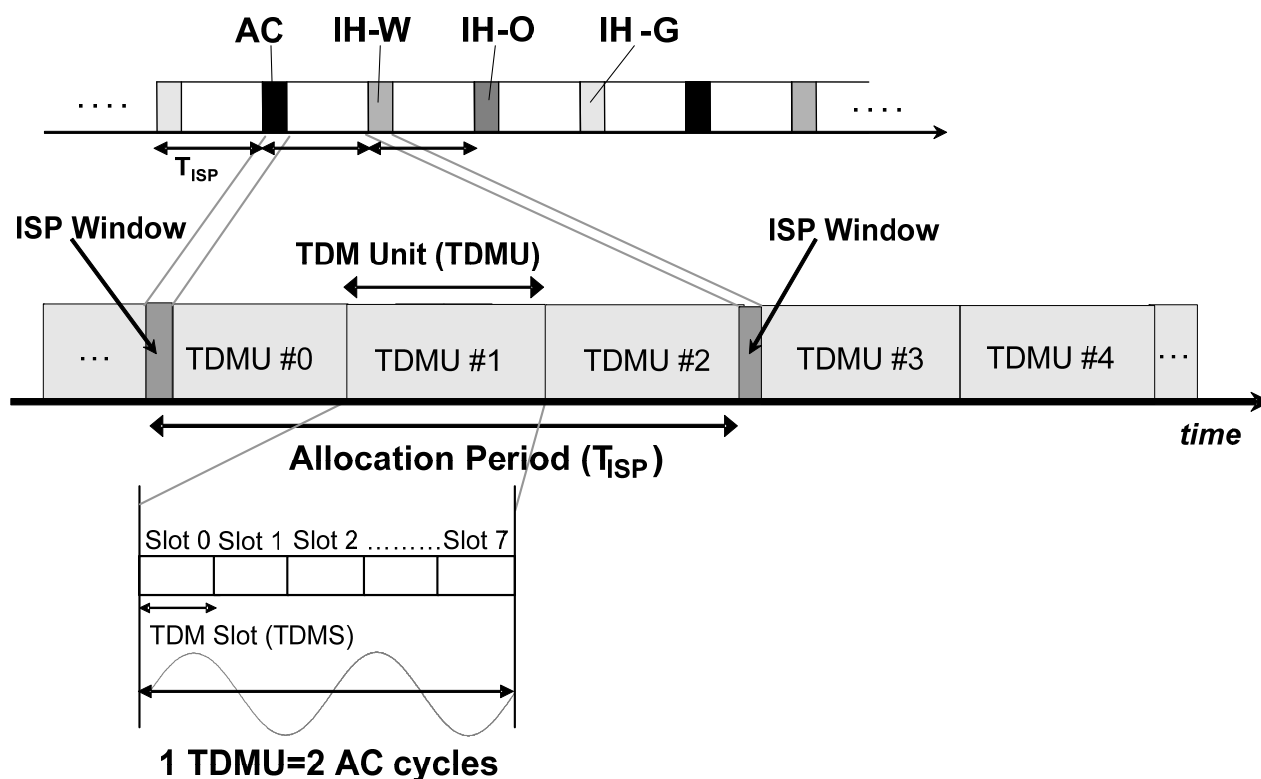 AC IH-W IH-O IH -G
.... ....
T_ISP
ISP Window
TDM Unit (TDMU)
ISP Window
... TDMU #0 TDMU #1 TDMU #2 TDMU #3 TDMU #4 ...
time
Allocation Period (T_ISP)
Slot 0 Slot 1 Slot 2 ......... Slot 7
TDM Slot (TDMS)
1 TDMU=2 AC cycles